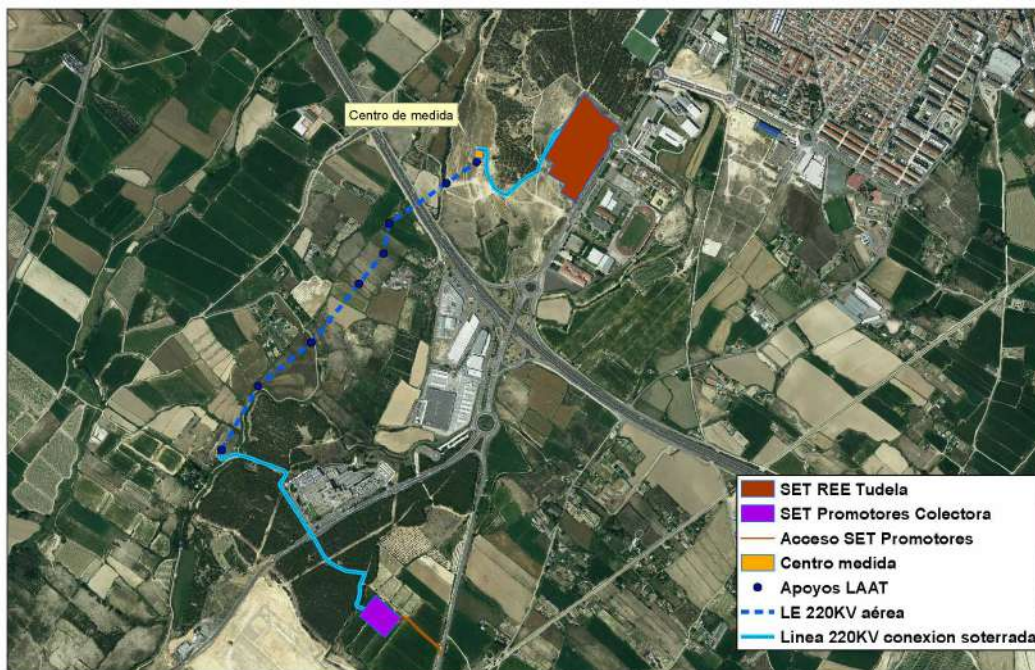 Centro de medida
SET REE Tudela
SET Promotores Colectora
Acceso SET Promotores
Centro medida
Apoyos LAAT
LE 220KV aérea
Linea 220KV conexion soterrada